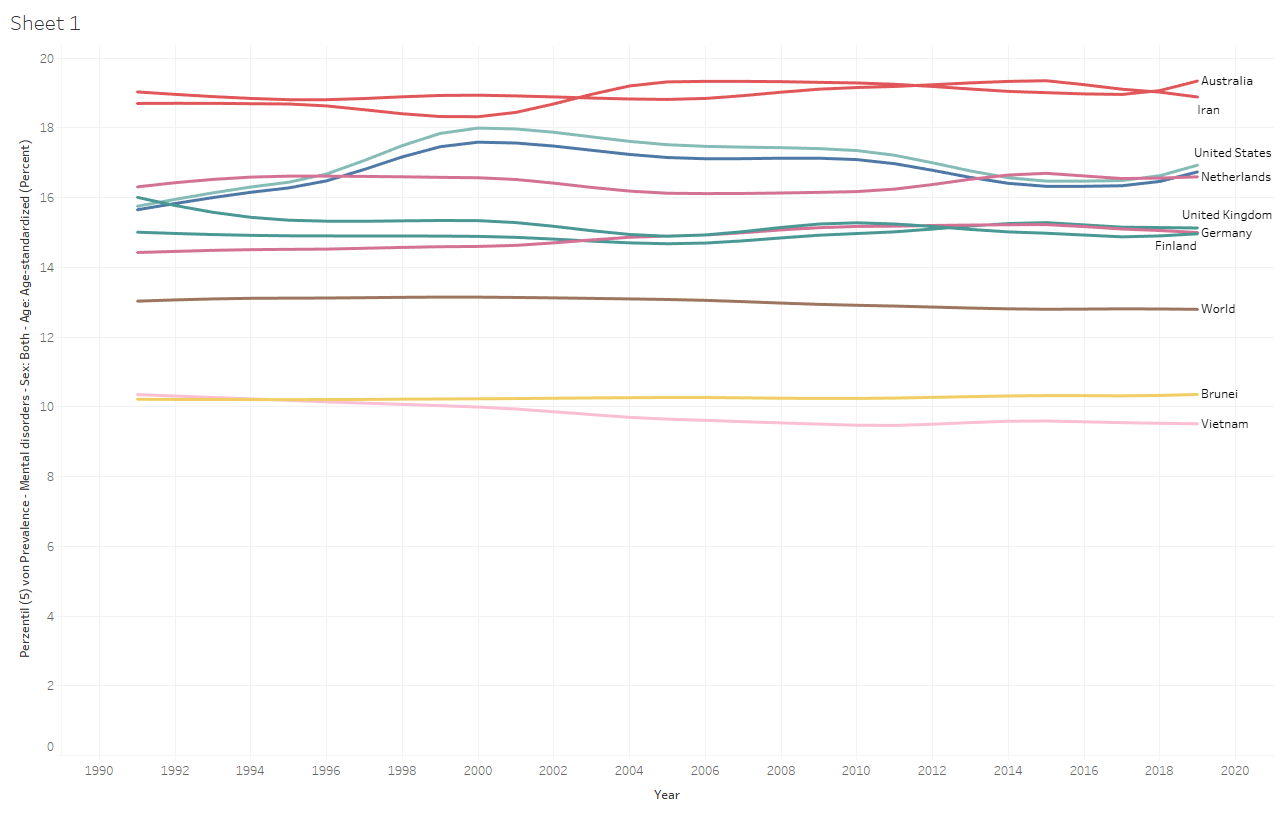 Sheet 1
Perzentil (5) von Prevalence - Mental disorders - Sex: Both - Age: Age-standardized (Percent)
20
18
16
14
12
10
8
6
4
2
0
Australia
Iran
United States
Netherlands
United Kingdom
Germany
Finland
World
Brunei
Vietnam
1990 1992 1994 1996 1998 2000 2002 2004 2006 2008 2010 2012 2014 2016 2018 2020
Year